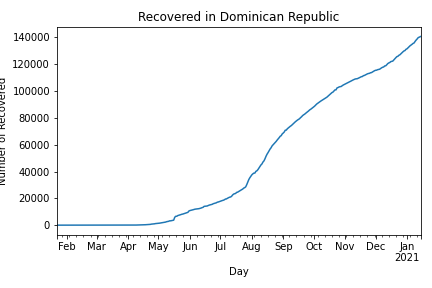 Recovered in Dominican Republic
Number of Recovered
140000
120000
100000
80000
60000
40000
20000
0
Feb Mar Apr May Jun Jul Aug Sep Oct Nov Dec Jan
2021
Day